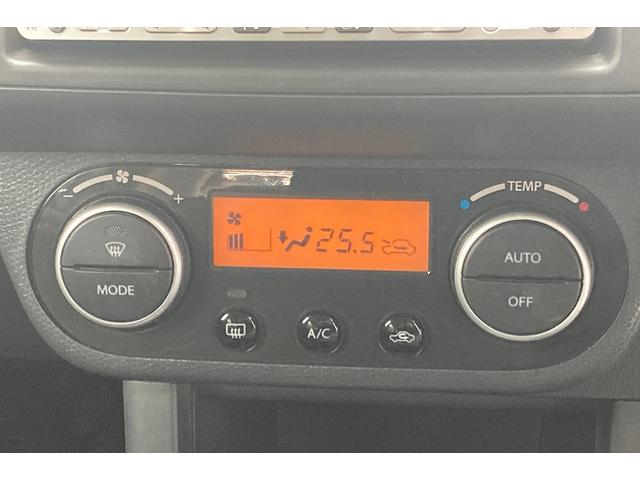 - +
TEMP
25.5
MODE
AUTO
OFF
A/C